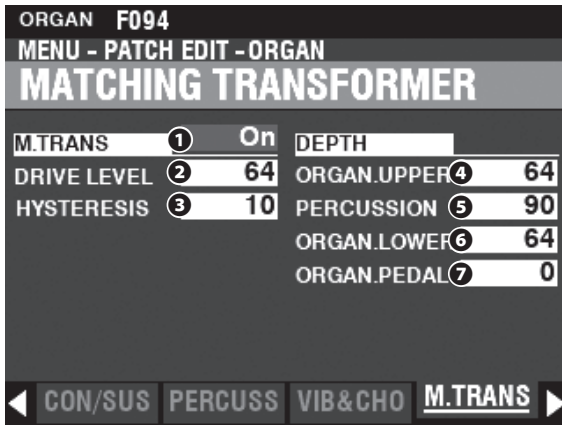 ORGAN F094
MENU - PATCH EDIT - ORGAN
MATCHING TRANSFORMER
M.TRANS 1 On
DRIVE LEVEL 2 64
HYSTERESIS 3 10
DEPTH
ORGAN.UPPER 4 64
PERCUSSION 5 90
ORGAN.LOWER 6 64
ORGAN.PEDAL 7 0
CON/SUS PERCUSS VIB&CHO M.TRANS